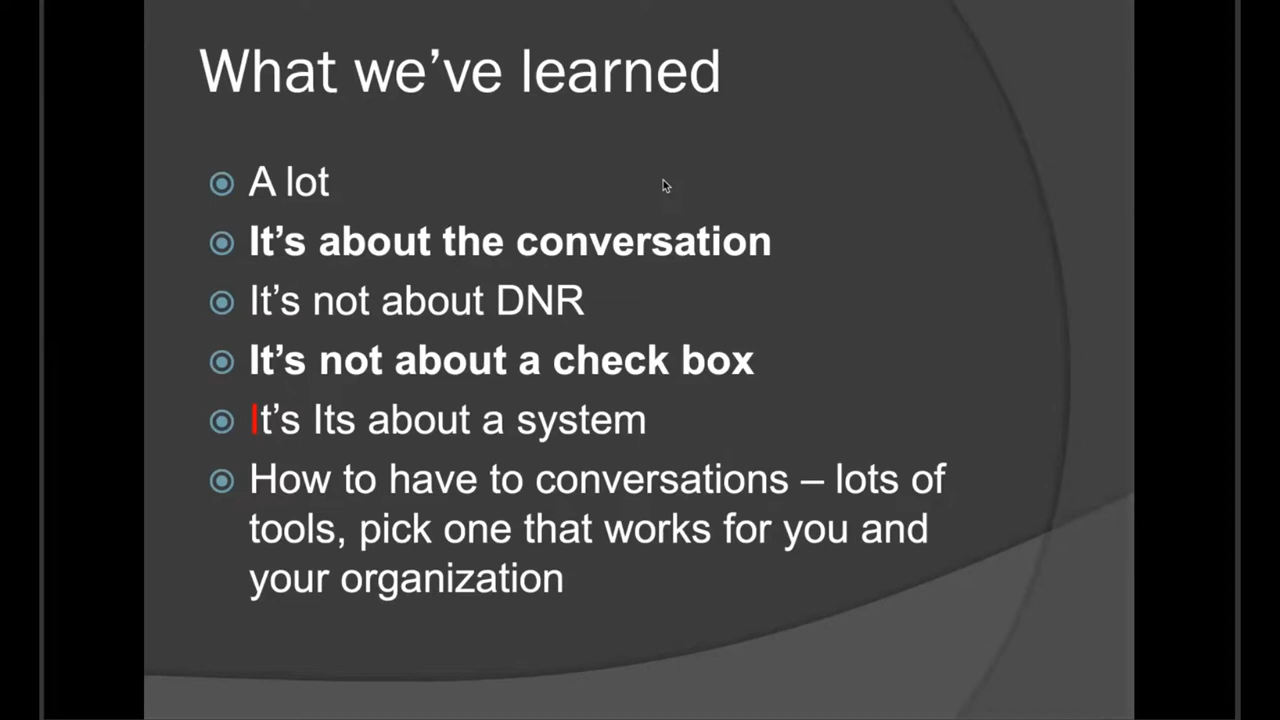 What we’ve learned
A lot
It’s about the conversation
It’s not about DNR
It’s not about a check box
It’s Its about a system
How to have to conversations – lots of
tools, pick one that works for you and
your organization